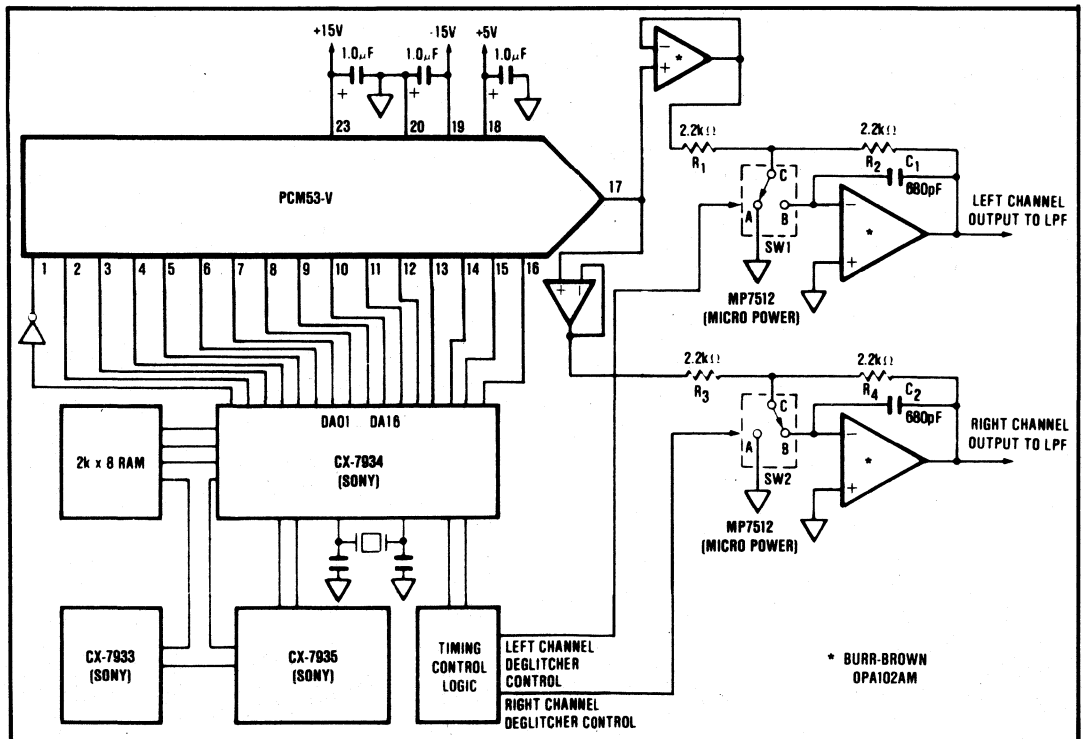 +15V
-15V
+5V
1.0µF
1.0µF
1.0µF
+
+
+
23
20
19
18
PCM53-V
17
1
2
3
4
5
6
7
8
9
10
11
12
13
14
15
16
−
+
*
2.2kΩ
R1
2.2kΩ
R2
C1
680pF
C
A
B
SW1
−
+
*
LEFT CHANNEL
OUTPUT TO LPF
MP7512
(MICRO POWER)
+
−
2.2kΩ
R3
2.2kΩ
R4
C2
680pF
C
A
B
SW2
−
+
*
RIGHT CHANNEL
OUTPUT TO LPF
MP7512
(MICRO POWER)
2k x 8 RAM
DA01 DA16
CX-7934
(SONY)
CX-7933
(SONY)
CX-7935
(SONY)
TIMING
CONTROL
LOGIC
LEFT CHANNEL
DEGLITCHER
CONTROL
RIGHT CHANNEL
DEGLITCHER CONTROL
* BURR-BROWN
OPA102AM